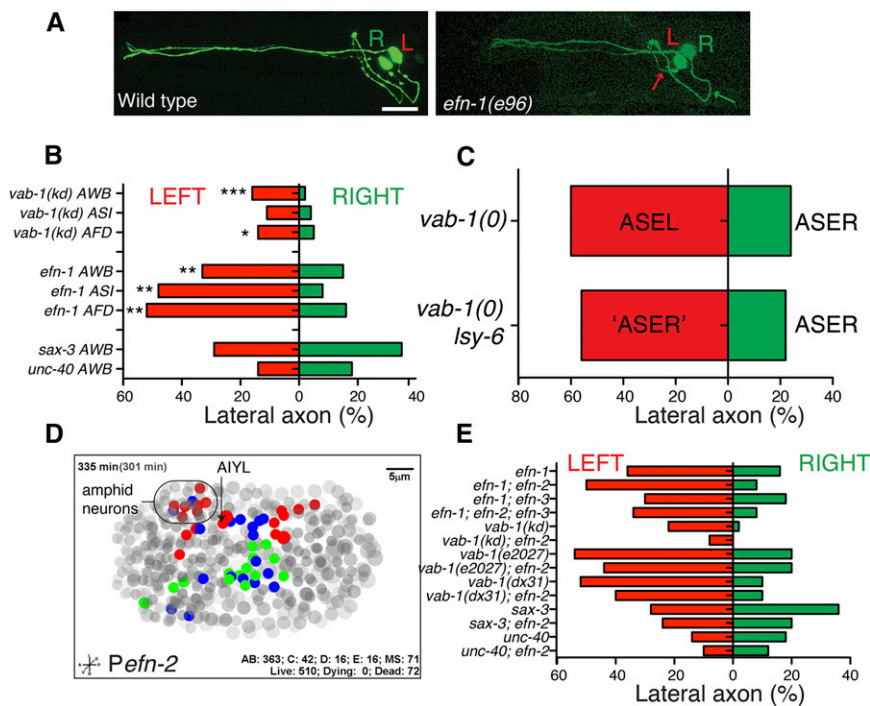 A
R
L
Wild type
L
R
efn-1(e96)
B
LEFT
RIGHT
vab-1(kd) AWB
***
vab-1(kd) ASI
vab-1(kd) AFD
*
efn-1 AWB
**
efn-1 ASI
**
efn-1 AFD
**
sax-3 AWB
unc-40 AWB
60 40 20 0 20 40
Lateral axon (%)
C
vab-1(0)
ASEL
ASER
vab-1(0)
lsy-6
'ASER'
ASER
80 60 40 20 0 20 40
Lateral axon (%)
D
335 min(301 min)
AIYL
5μm
amphid
neurons
Pefn-2
AB: 363; C: 42; D: 16; E: 16; MS: 71
Live: 510; Dying: 0; Dead: 72
E
LEFT
RIGHT
efn-1
efn-1; efn-2
efn-1; efn-3
efn-1; efn-2; efn-3
vab-1(kd)
vab-1(kd); efn-2
vab-1(e2027)
vab-1(e2027); efn-2
vab-1(dx31)
vab-1(dx31); efn-2
sax-3
sax-3; efn-2
unc-40
unc-40; efn-2
60 40 20 0 20 40
Lateral axon (%)